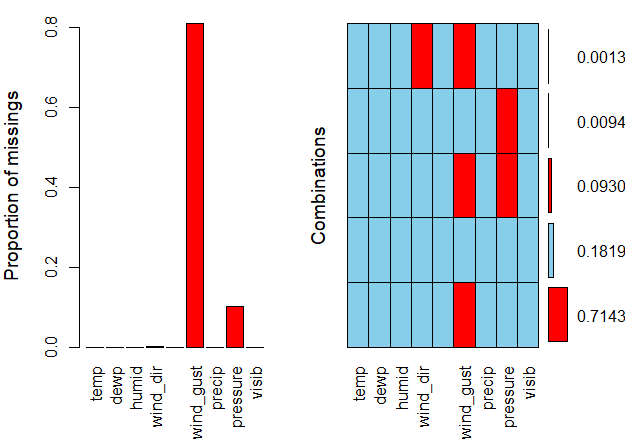 Proportion of missings
0.8
0.6
0.4
0.2
0.0
temp
dewp
humid
wind_dir
wind_gust
precip
pressure
visib
Combinations
0.0013
0.0094
0.0930
0.1819
0.7143
temp
dewp
humid
wind_dir
wind_gust
precip
pressure
visib